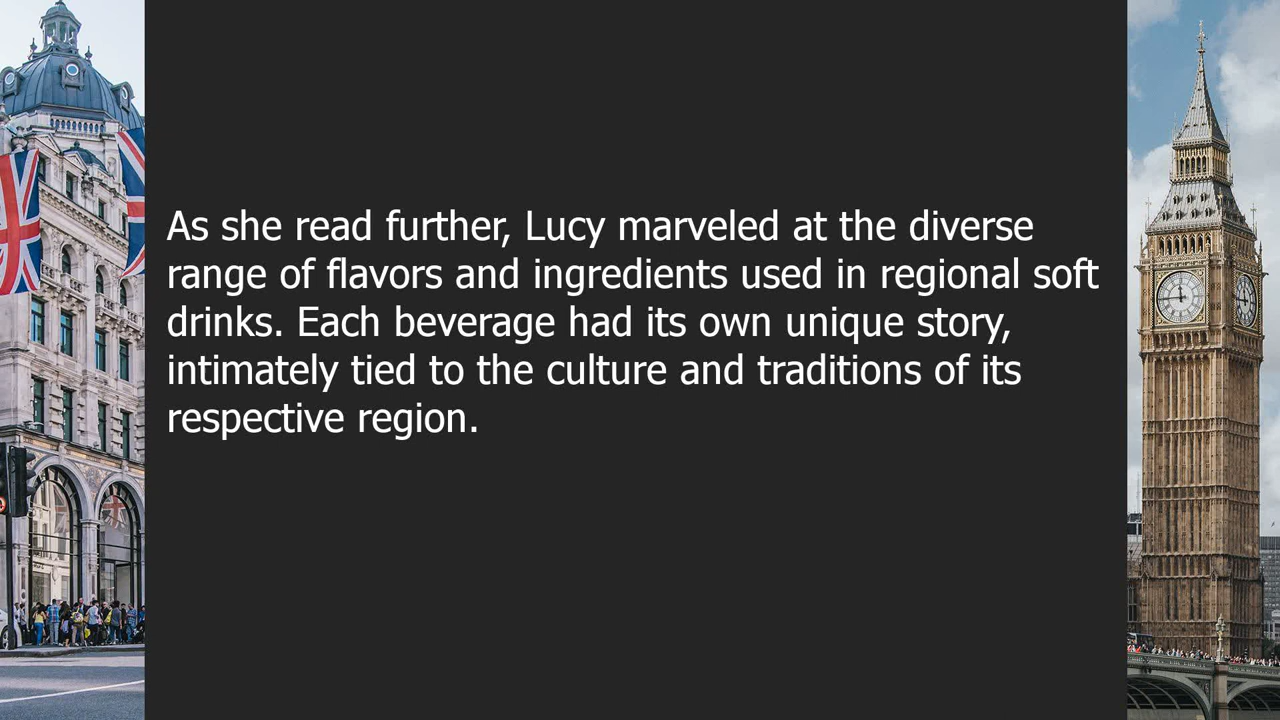 As she read further, Lucy marveled at the diverse
range of flavors and ingredients used in regional soft
drinks. Each beverage had its own unique story,
intimately tied to the culture and traditions of its
respective region.